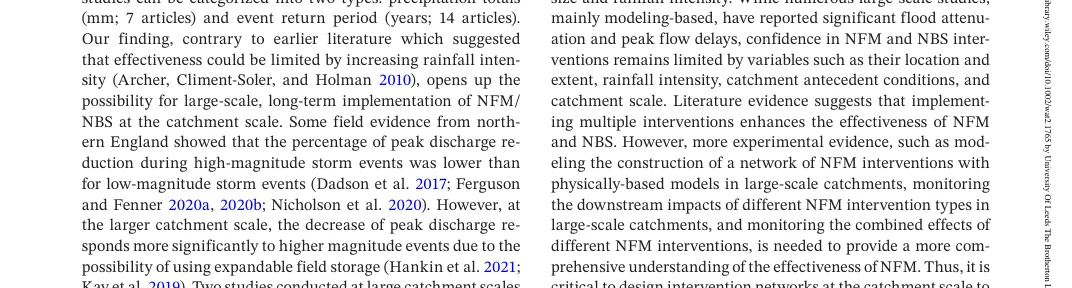 studies can be categorized into two types: precipitation totals
(mm; 7 articles) and event return period (years; 14 articles).
Our finding, contrary to earlier literature which suggested
that effectiveness could be limited by increasing rainfall inten-
sity (Archer, Climent-Soler, and Holman 2010), opens up the
possibility for large-scale, long-term implementation of NFM/
NBS at the catchment scale. Some field evidence from north-
ern England showed that the percentage of peak discharge re-
duction during high-magnitude storm events was lower than
for low-magnitude storm events (Dadson et al. 2017; Ferguson
and Fenner 2020a, 2020b; Nicholson et al. 2020). However, at
the larger catchment scale, the decrease of peak discharge re-
sponds more significantly to higher magnitude events due to the
possibility of using expandable field storage (Hankin et al. 2021;
Kay et al. 2019). Two studies conducted at large catchment scales
size and rainfall intensity. While numerous large-scale studies,
mainly modeling-based, have reported significant flood attenu-
ation and peak flow delays, confidence in NFM and NBS inter-
ventions remains limited by variables such as their location and
extent, rainfall intensity, catchment antecedent conditions, and
catchment scale. Literature evidence suggests that implement-
ing multiple interventions enhances the effectiveness of NFM
and NBS. However, more experimental evidence, such as mod-
eling the construction of a network of NFM interventions with
physically-based models in large-scale catchments, monitoring
the downstream impacts of different NFM intervention types in
large-scale catchments, and monitoring the combined effects of
different NFM interventions, is needed to provide a more com-
prehensive understanding of the effectiveness of NFM. Thus, it is
critical to design intervention networks at the catchment scale to
library.wiley.com/doi/10.1002/wat2.1765 by University Of Leeds The Brotherton L